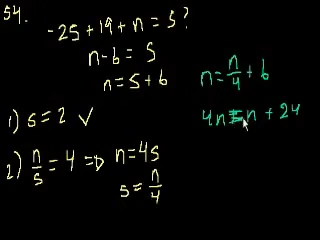 54.
-25+19+n=s?
n-6=s
n=s+6
1) s=2 ✓
2) n/s=4 => n=4s
s=n/4
n=n/4+6
4n=n+24